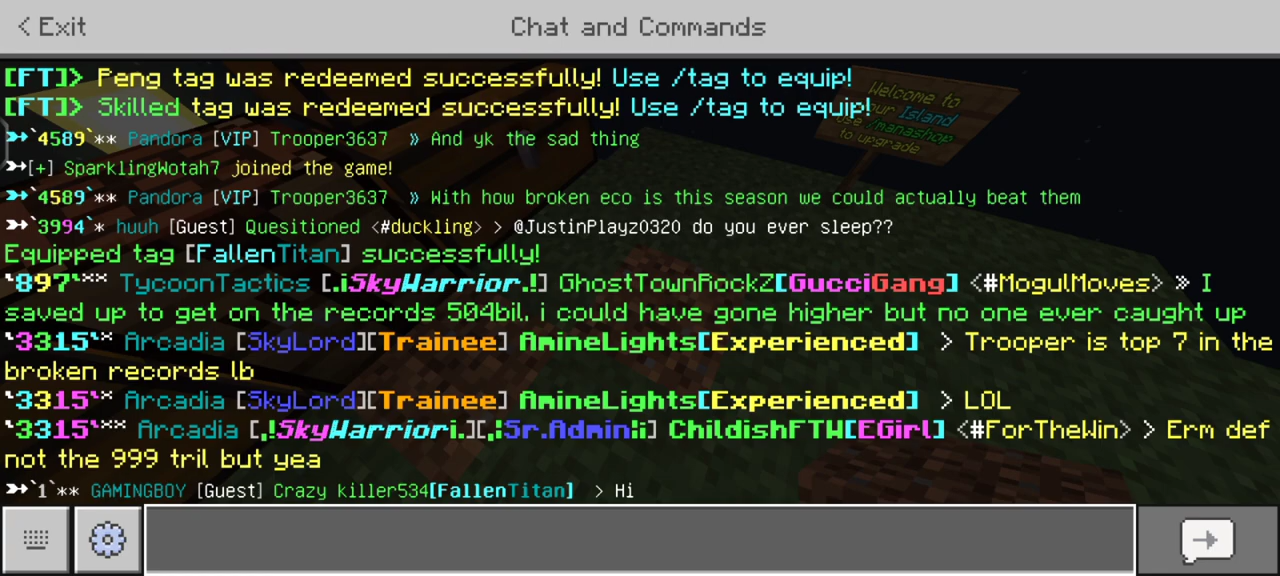 < Exit
Chat and Commands
[FT]> Peng tag was redeemed successfully! Use /tag to equip!
[FT]> Skilled tag was redeemed successfully! Use /tag to equip!
➳`4589`** Pandora [VIP] Trooper3637 » And yk the sad thing
➳[+] SparklingWotah7 joined the game!
➳`4589`** Pandora [VIP] Trooper3637 » With how broken eco is this season we could actually beat them
➳`3994`* huuh [Guest] Quesitioned <#duckling> > @JustinPlayz0320 do you ever sleep??
Equipped tag [FallenTitan] successfully!
`897`** TycoonTactics [.iSkyWarrior.!] GhostTownRockZ[GucciGang] <#MogulMoves> » I
saved up to get on the records 504bil. i could have gone higher but no one ever caught up
`3315`* Arcadia [SkyLord][Trainee] AmineLights[Experienced] > Trooper is top 7 in the
broken records lb
`3315`* Arcadia [SkyLord][Trainee] AmineLights[Experienced] > LOL
`3315`** Arcadia [,!SkyWarriori.][,¦Sr.Admin¦i] ChildishFTW[EGirl] <#ForTheWin> > Erm def
not the 999 tril but yea
➳`1`** GAMINGBOY [Guest] Crazy killer534[FallenTitan] > Hi
Welcome to
our Island
use /manashop
to upgrade